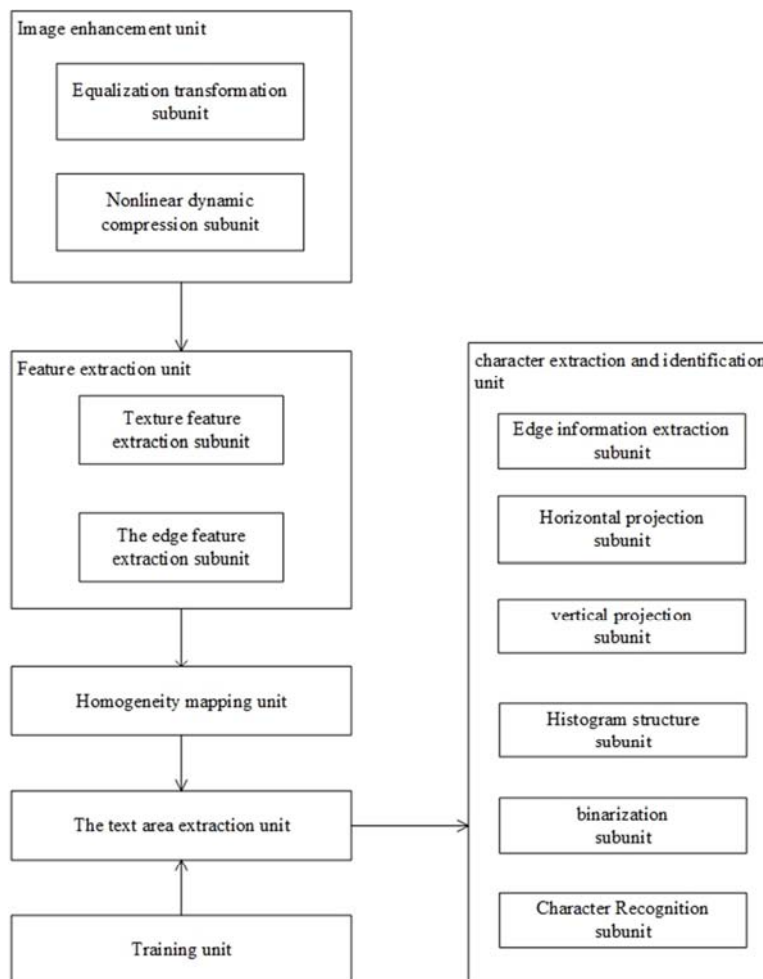 Image enhancement unit
Equalization transformation
subunit
Nonlinear dynamic
compression subunit
Feature extraction unit
Texture feature
extraction subunit
The edge feature
extraction subunit
Homogeneity mapping unit
The text area extraction unit
Training unit
character extraction and identification
unit
Edge information extraction
subunit
Horizontal projection
subunit
vertical projection
subunit
Histogram structure
subunit
binarization
subunit
Character Recognition
subunit